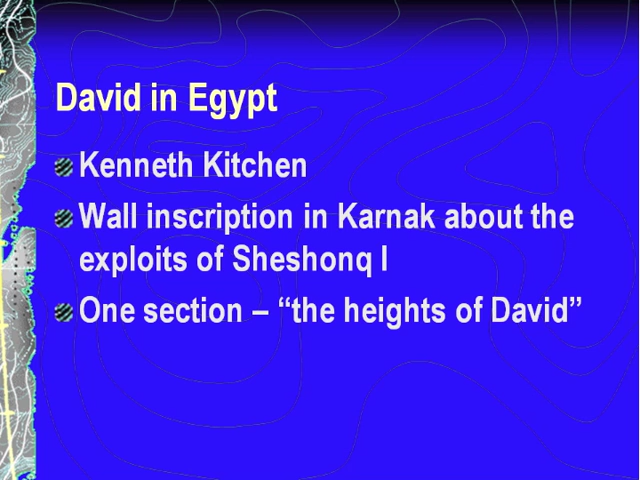 David in Egypt
Kenneth Kitchen
Wall inscription in Karnak about the
exploits of Sheshonq I
One section – “the heights of David”